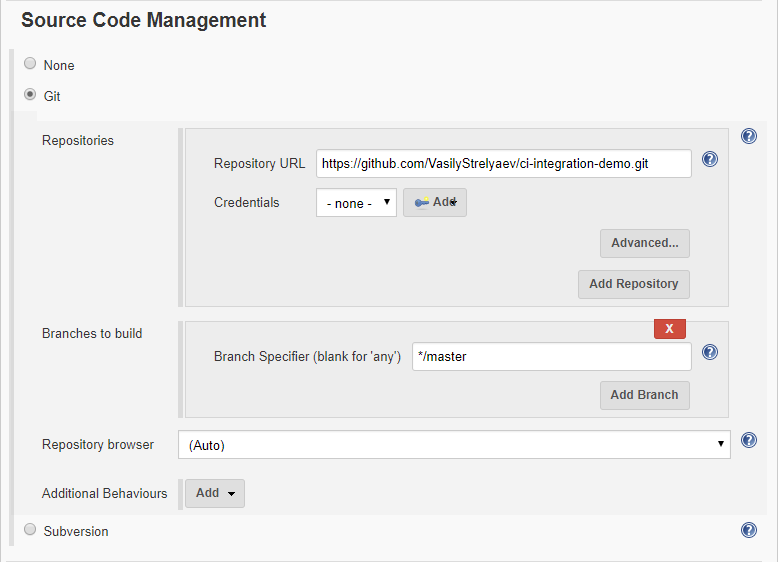 Source Code Management
None
Git
Repositories
Repository URL https://github.com/VasilyStrelyaev/ci-integration-demo.git
Credentials - none - Add
Advanced...
Add Repository
Branches to build
X
Branch Specifier (blank for 'any') */master
Add Branch
Repository browser (Auto)
Additional Behaviours Add
Subversion